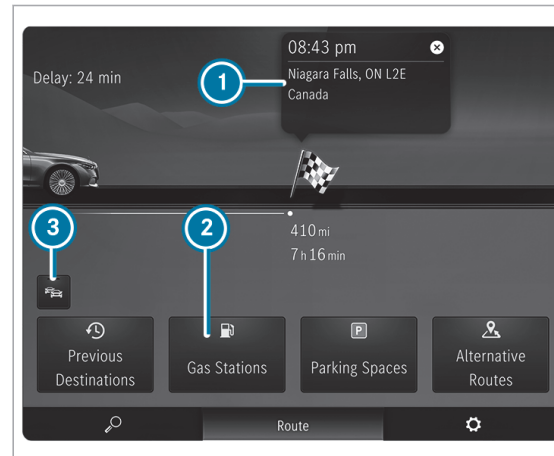 08:43 pm
Delay: 24 min
1
Niagara Falls, ON L2E
Canada
3
2
410 mi
7 h 16 min
P
Previous
Destinations
Gas Stations
Parking Spaces
Alternative
Routes
Route